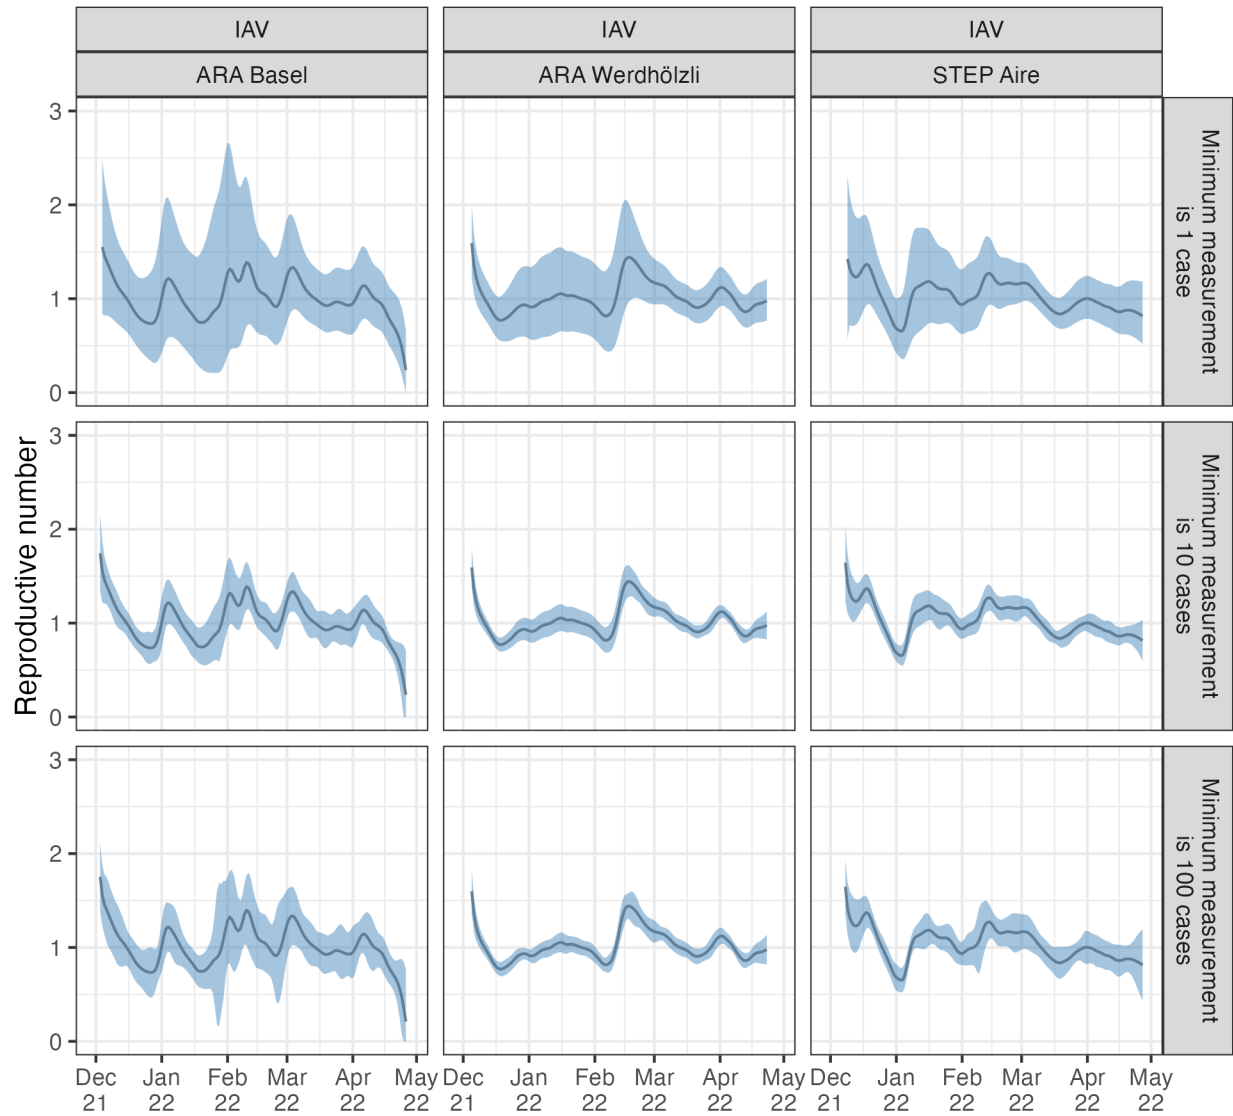 IAV
IAV
IAV
ARA Basel
ARA Werdhölzli
STEP Aire
Reproductive number
3
2
1
0
Minimum measurement
is 1 case
3
2
1
0
Minimum measurement
is 10 cases
3
2
1
0
Minimum measurement
is 100 cases
Dec Jan Feb Mar Apr May Dec Jan Feb Mar Apr May Dec Jan Feb Mar Apr May
21 22 22 22 22 22 21 22 22 22 22 22 21 22 22 22 22 22